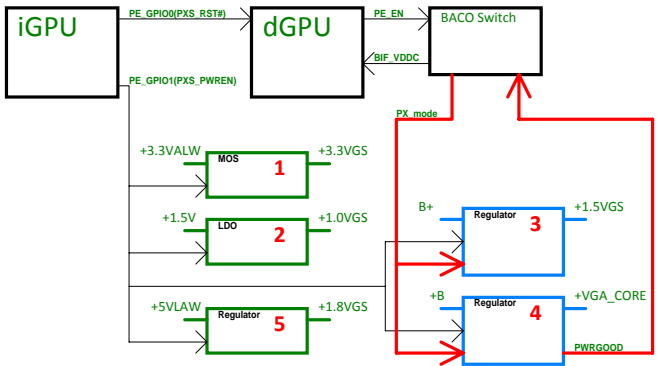 iGPU
PE_GPIO0(PXS_RST#)
dGPU
PE_EN
BACO Switch
BIF_VDDC
PE_GPIO1(PXS_PWREN)
PX_mode
+3.3VALW
MOS
1
+3.3VGS
+1.5V
LDO
2
+1.0VGS
B+
Regulator
3
+1.5VGS
+5VLAW
Regulator
5
+1.8VGS
+B
Regulator
4
+VGA_CORE
PWRGOOD